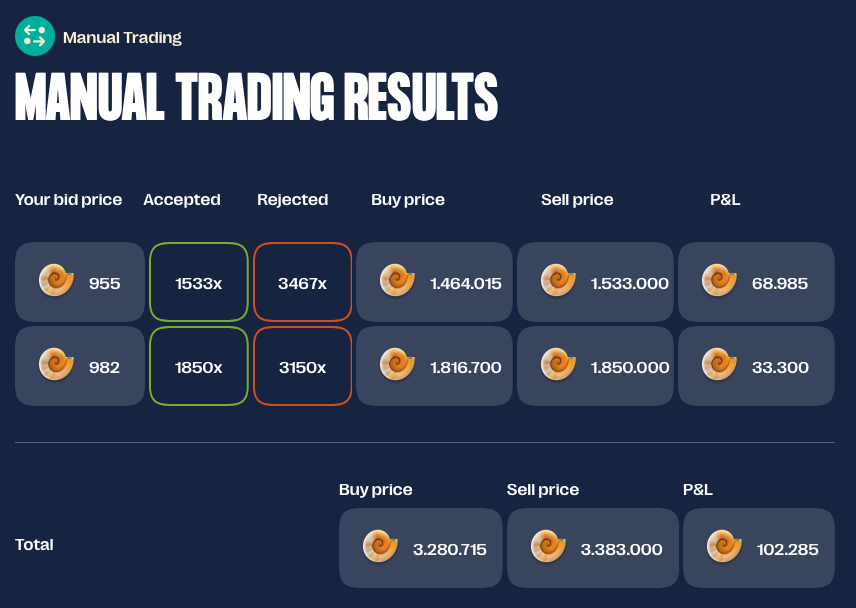 Manual Trading
MANUAL TRADING RESULTS
Your bid price Accepted Rejected Buy price Sell price P&L
955 1533x 3467x 1.464.015 1.533.000 68.985
982 1850x 3150x 1.816.700 1.850.000 33.300
Buy price Sell price P&L
Total 3.280.715 3.383.000 102.285